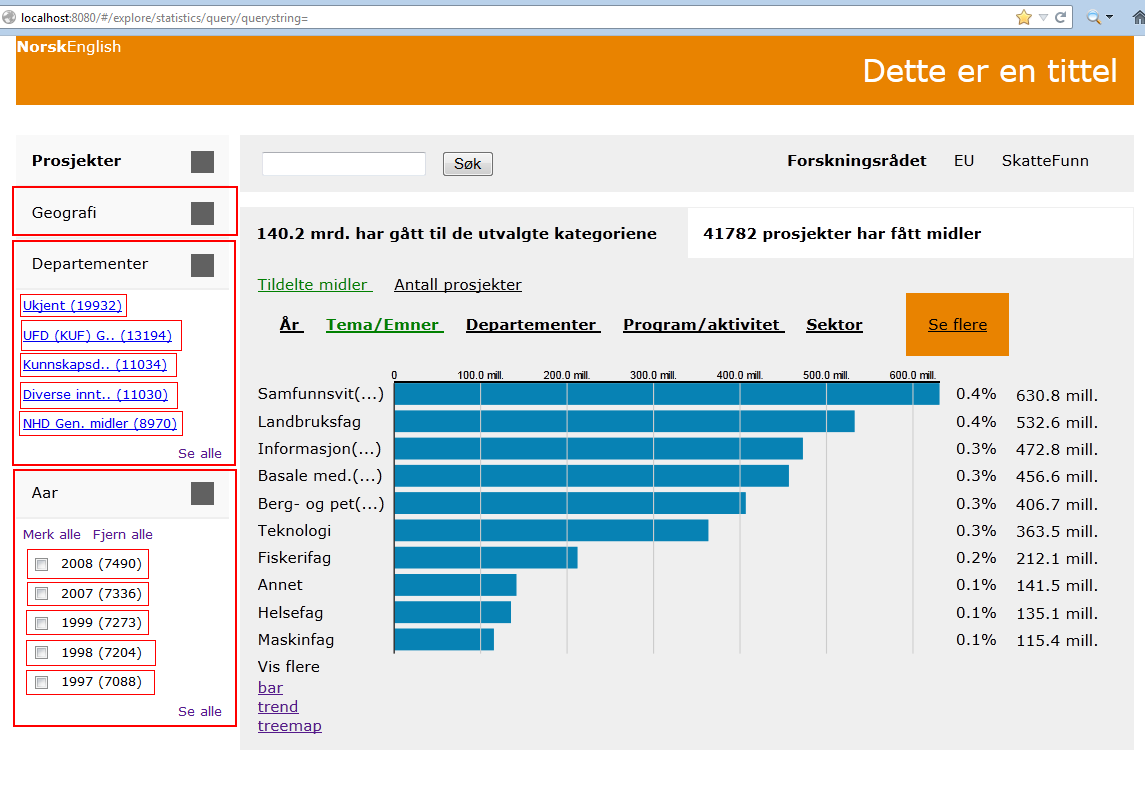 localhost:8080/#/explore/statistics/query/querystring=
NorskEnglish
Dette er en tittel
Prosjekter
Geografi
Departementer
Ukjent (19932)
UFD (KUF) G.. (13194)
Kunnskapsd.. (11034)
Diverse innt.. (11030)
NHD Gen. midler (8970)
Se alle
Aar
Merk alle Fjern alle
2008 (7490)
2007 (7336)
1999 (7273)
1998 (7204)
1997 (7088)
Se alle
Søk
Forskningsrådet EU SkatteFunn
140.2 mrd. har gått til de utvalgte kategoriene
41782 prosjekter har fått midler
Tildelte midler Antall prosjekter
År Tema/Emner Departementer Program/aktivitet Sektor Se flere
0 100.0 mill. 200.0 mill. 300.0 mill. 400.0 mill. 500.0 mill. 600.0 mill.
Samfunnsvit(...) 0.4% 630.8 mill.
Landbruksfag 0.4% 532.6 mill.
Informasjon(...) 0.3% 472.8 mill.
Basale med.(...) 0.3% 456.6 mill.
Berg- og pet(...) 0.3% 406.7 mill.
Teknologi 0.3% 363.5 mill.
Fiskerifag 0.2% 212.1 mill.
Annet 0.1% 141.5 mill.
Helsefag 0.1% 135.1 mill.
Maskinfag 0.1% 115.4 mill.
Vis flere
bar
trend
treemap